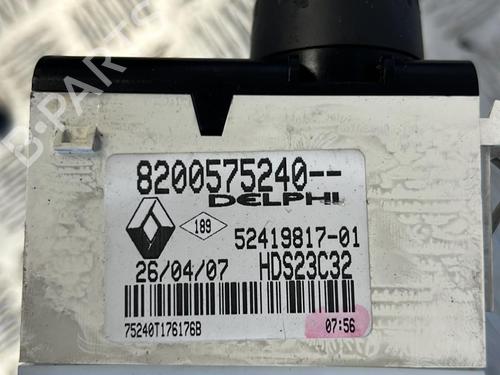 B-PARTS
8200575240--
DELPHI
189
52419817-01
26/04/07 HDS23C32
75240T176176B
07:56